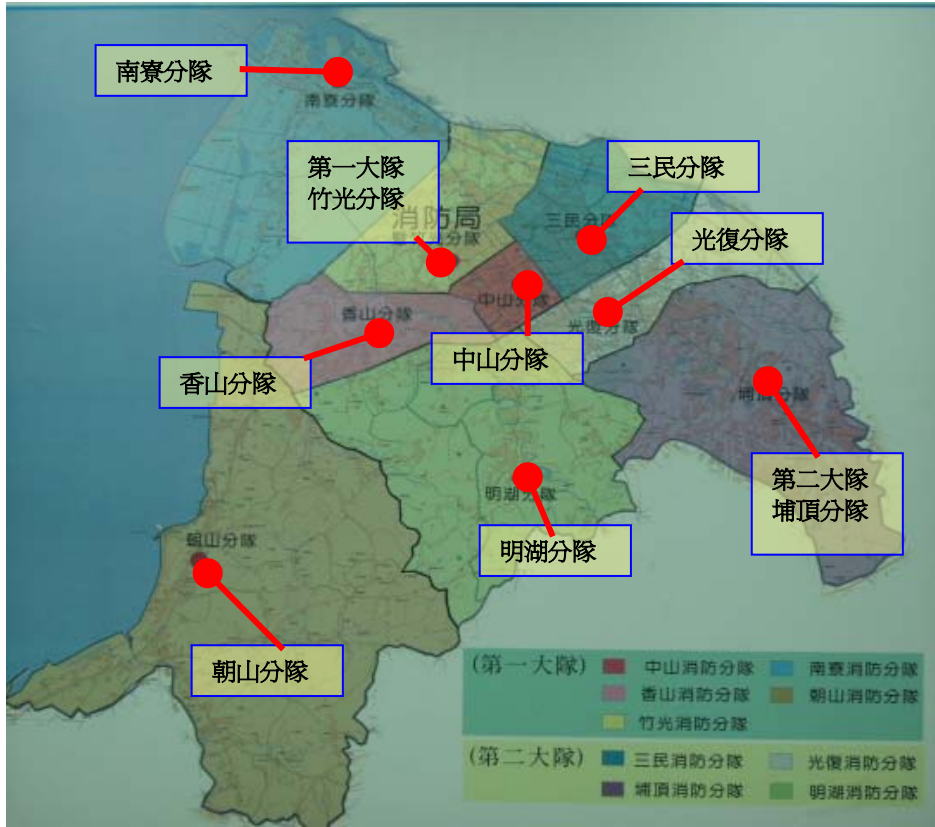 南寮分隊
南寮分隊
第一大隊
竹光分隊
三民分隊
光復分隊
消防局
三民分隊
中山分隊
香山分隊
光復分隊
香山分隊
中山分隊
埔頂分隊
第二大隊
埔頂分隊
明湖分隊
明湖分隊
朝山分隊
朝山分隊
(第一大隊) 中山消防分隊 南寮消防分隊
香山消防分隊 朝山消防分隊
竹光消防分隊
(第二大隊) 三民消防分隊 光復消防分隊
埔頂消防分隊 明湖消防分隊